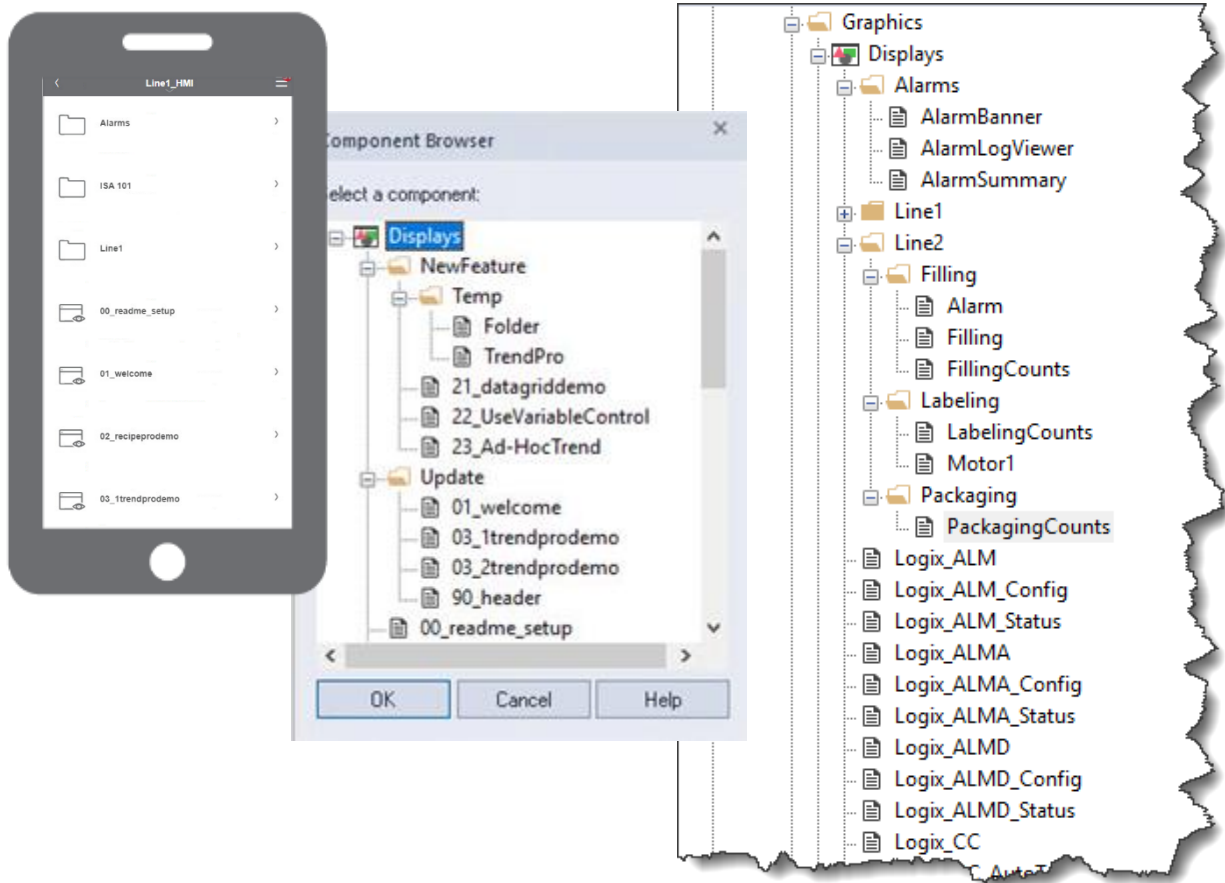 Line1_HMI
Alarms
ISA 101
Line1
00_readme_setup
01_welcome
02_recipeprodemo
03_1trendprodemo
Component Browser
Select a component:
Displays
NewFeature
Temp
Folder
TrendPro
21_datagriddemo
22_UseVariableControl
23_Ad-HocTrend
Update
01_welcome
03_1trendprodemo
03_2trendprodemo
90_header
00_readme_setup
OK Cancel Help
Graphics
Displays
Alarms
AlarmBanner
AlarmLogViewer
AlarmSummary
Line1
Line2
Filling
Alarm
Filling
FillingCounts
Labeling
LabelingCounts
Motor1
Packaging
PackagingCounts
Logix_ALM
Logix_ALM_Config
Logix_ALM_Status
Logix_ALMA
Logix_ALMA_Config
Logix_ALMA_Status
Logix_ALMD
Logix_ALMD_Config
Logix_ALMD_Status
Logix_CC